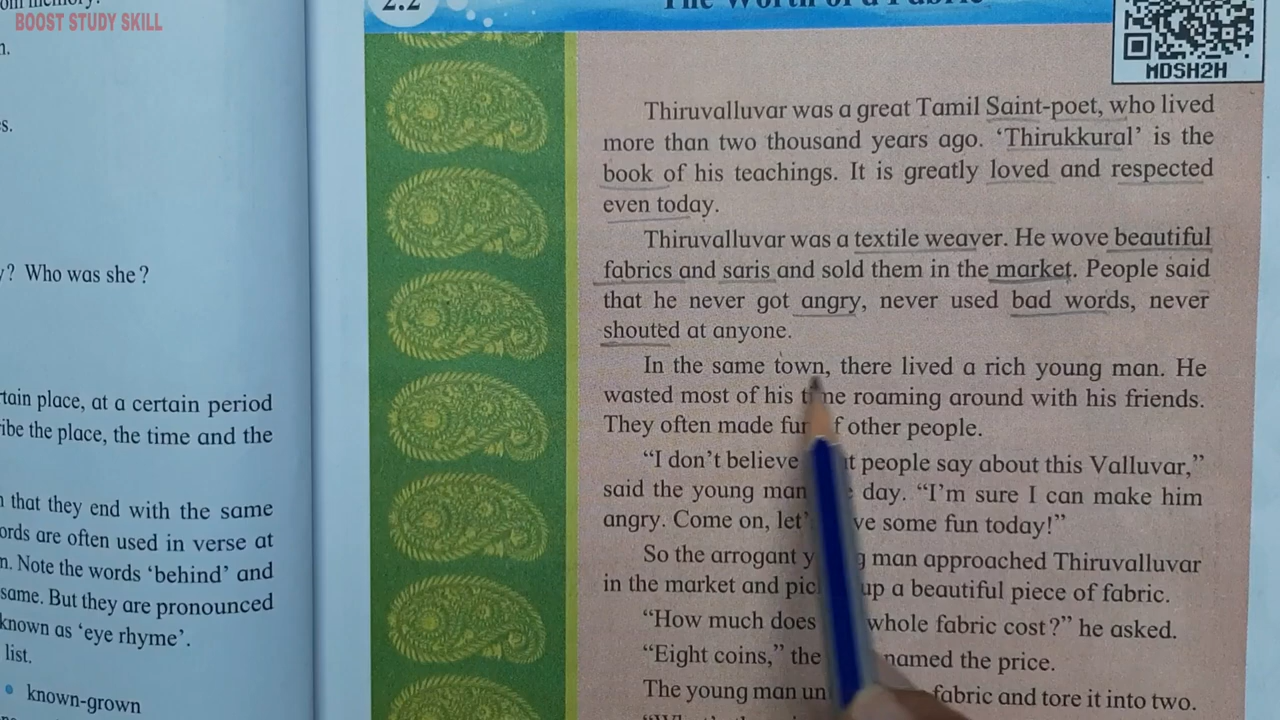 BOOST STUDY SKILL
2.2
The Worth of a Fabric
MDSH2H
Thiruvalluvar was a great Tamil Saint-poet, who lived
more than two thousand years ago. ‘Thirukkural’ is the
book of his teachings. It is greatly loved and respected
even today.
Thiruvalluvar was a textile weaver. He wove beautiful
fabrics and saris and sold them in the market. People said
that he never got angry, never used bad words, never
shouted at anyone.
In the same town, there lived a rich young man. He
wasted most of his time roaming around with his friends.
They often made fun of other people.
“I don’t believe people say about this Valluvar,”
said the young man day. “I’m sure I can make him
angry. Come on, some fun today!”
So the arrogant man approached Thiruvalluvar
in the market and up a beautiful piece of fabric.
“How much does whole fabric cost?” he asked.
“Eight coins,” the named the price.
The young man fabric and tore it into two.
s.
y? Who was she?
place, at a certain period
the place, the time and the
that they end with the same
are often used in verse at
Note the words ‘behind’ and
same. But they are pronounced
known as ‘eye rhyme’.
list.
• known-grown